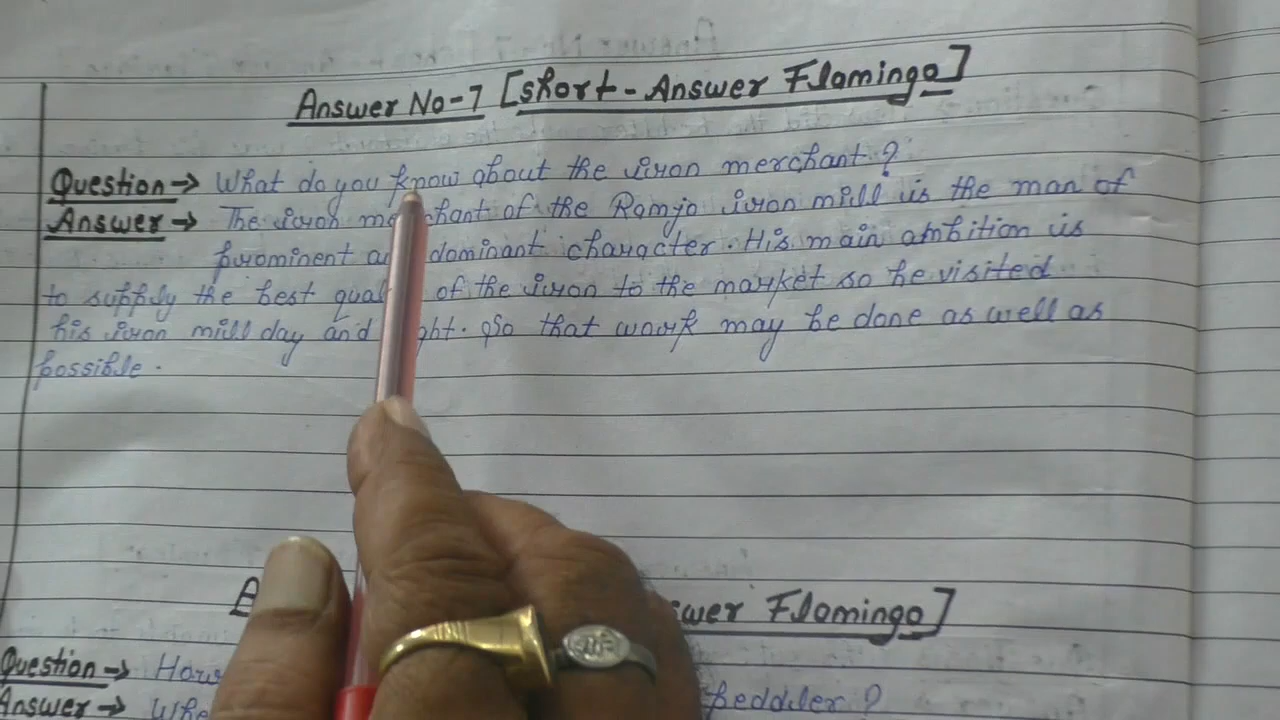 Answer No-7 [Short-Answer Flamingo]
Question→ What do you know about the iron merchant?
Answer→ The iron merchant of the Ramjo iron mill is the man of
prominent and dominant character. His main ambition is
to supply the best qual of the iron to the market so he visited
his iron mill day and ght. So that work may be done as well as
possible.
swer Flamingo]
Question→ How
Answer→ Whe peddler?